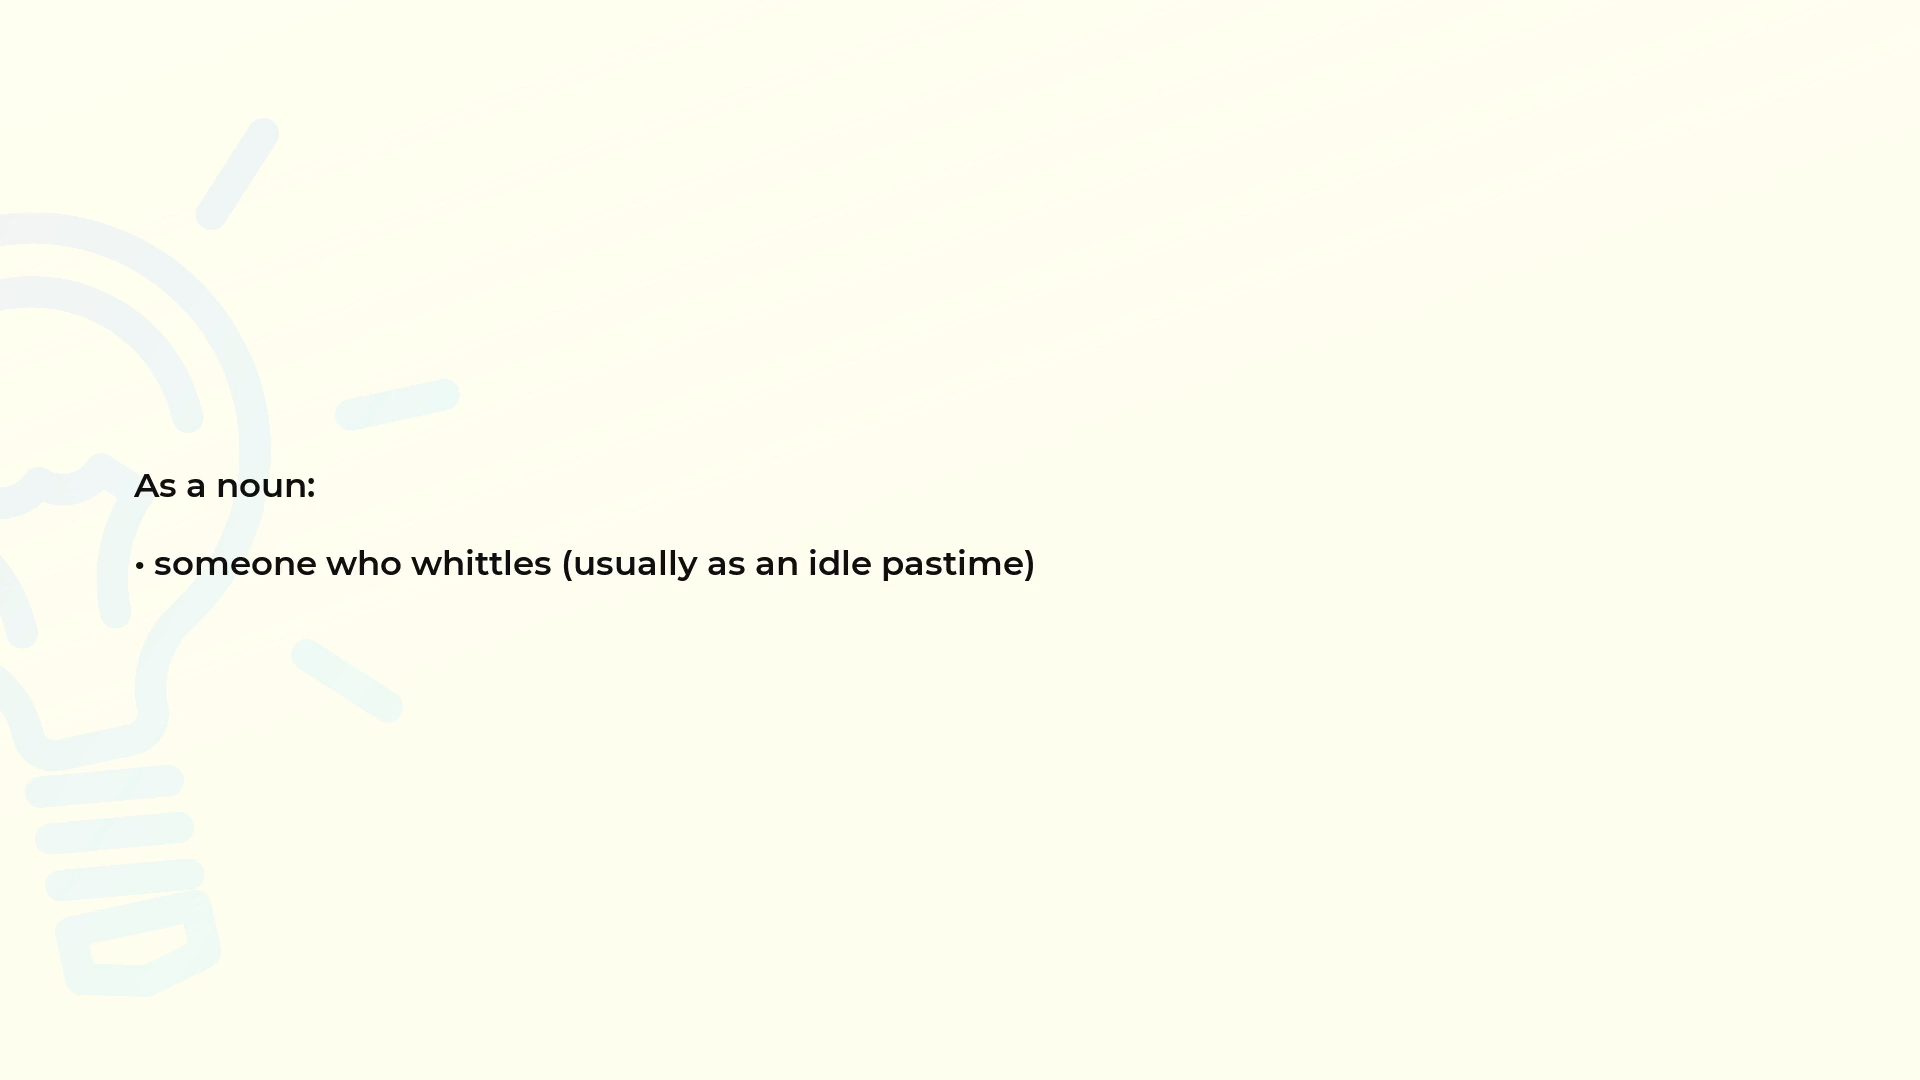 As a noun:
• someone who whittles (usually as an idle pastime)